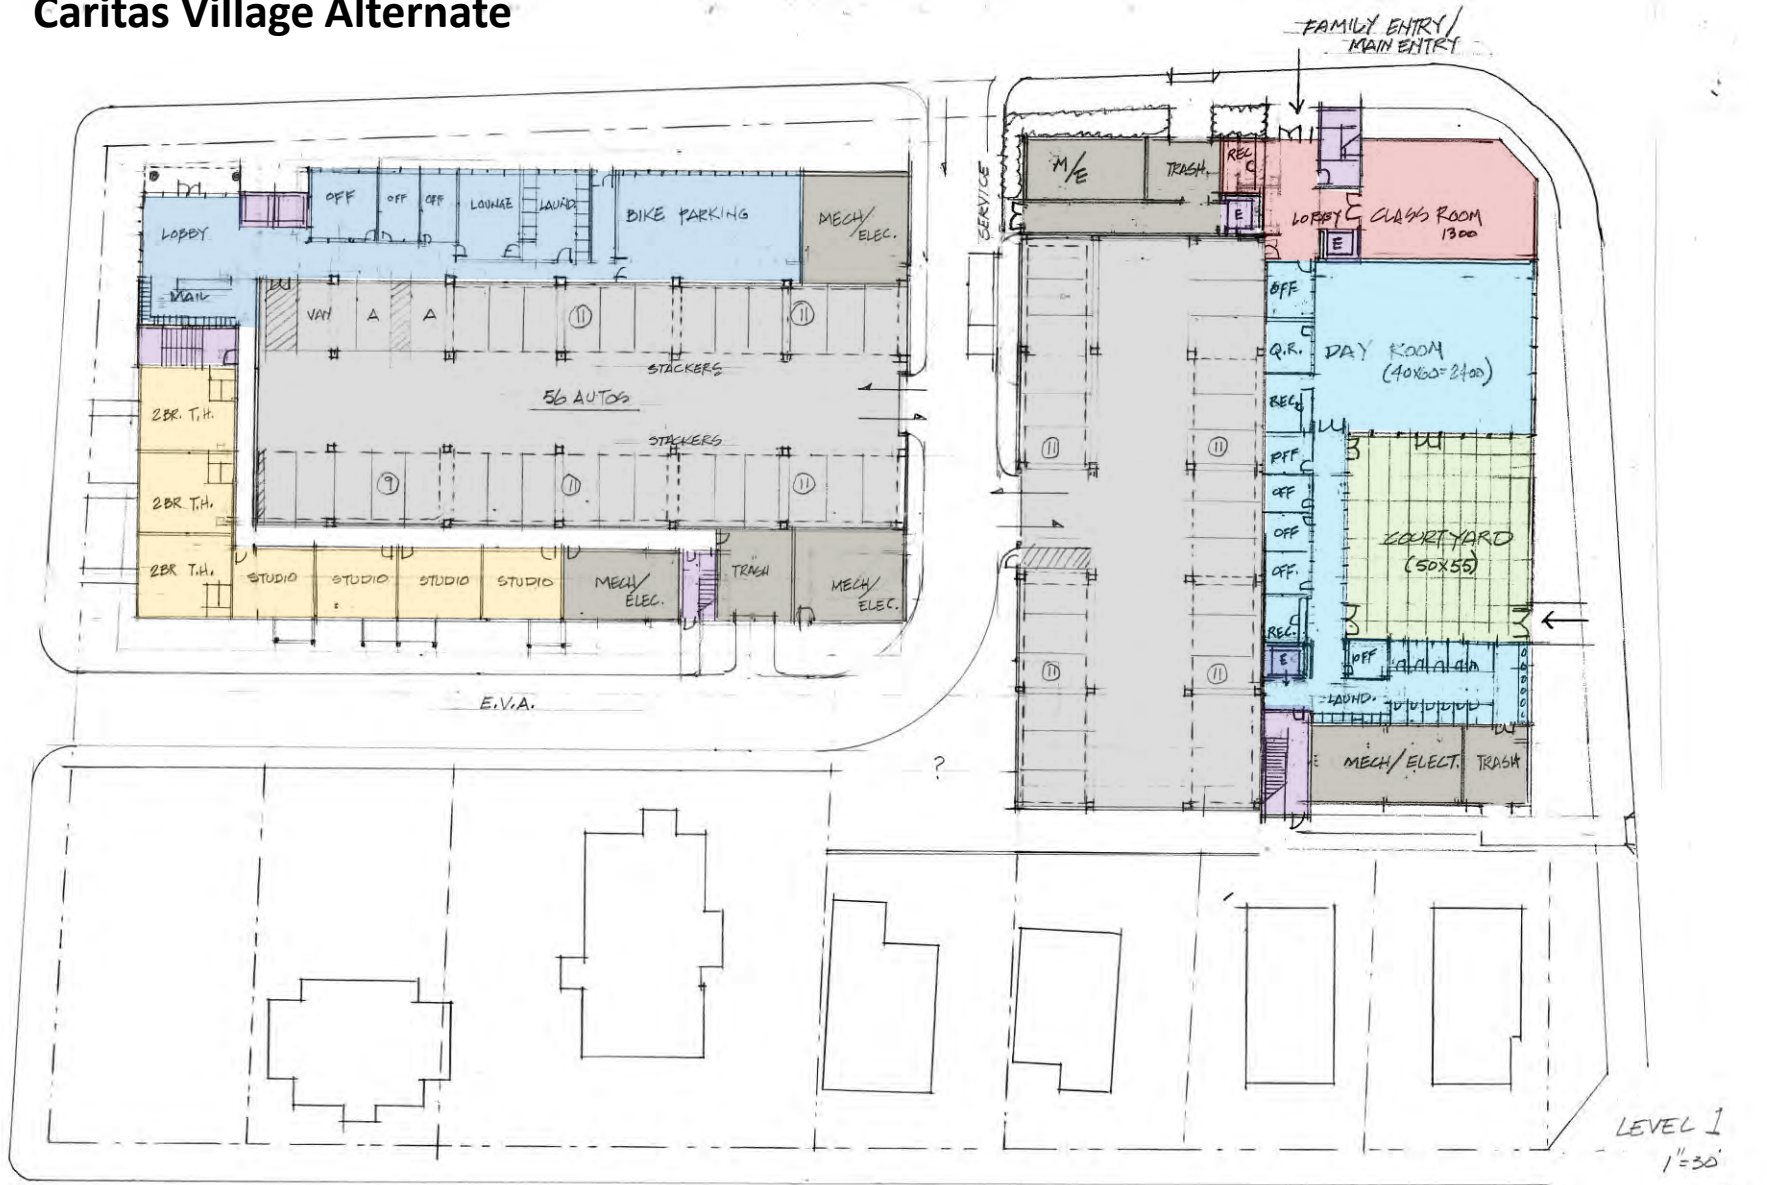 Caritas Village Alternate
FAMILY ENTRY/
MAIN ENTRY
OFF
OFF
OFF
LOUNGE
LAUND.
BIKE PARKING
MECH/
ELEC.
LOBBY
MAIL
VAN
A
A
11
11
STACKERS
56 AUTOS
STACKERS
9
11
11
2BR. T.H.
2BR T.H.
2BR T.H.
STUDIO
STUDIO
STUDIO
STUDIO
MECH/
ELEC.
TRASH
MECH/
ELEC.
E.V.A.
SERVICE
M/E
TRASH.
REC
E
LOBBY
CLASS ROOM
1300
E
OFF
Q.R.
DAY ROOM
(40X60=2400)
REC.
OFF
OFF
OFF
OFF.
REC.
COURTYARD
(50X55)
11
11
11
11
E
OFF
LAUND.
E
MECH/ELECT.
TRASH
?
LEVEL 1
1"=30'